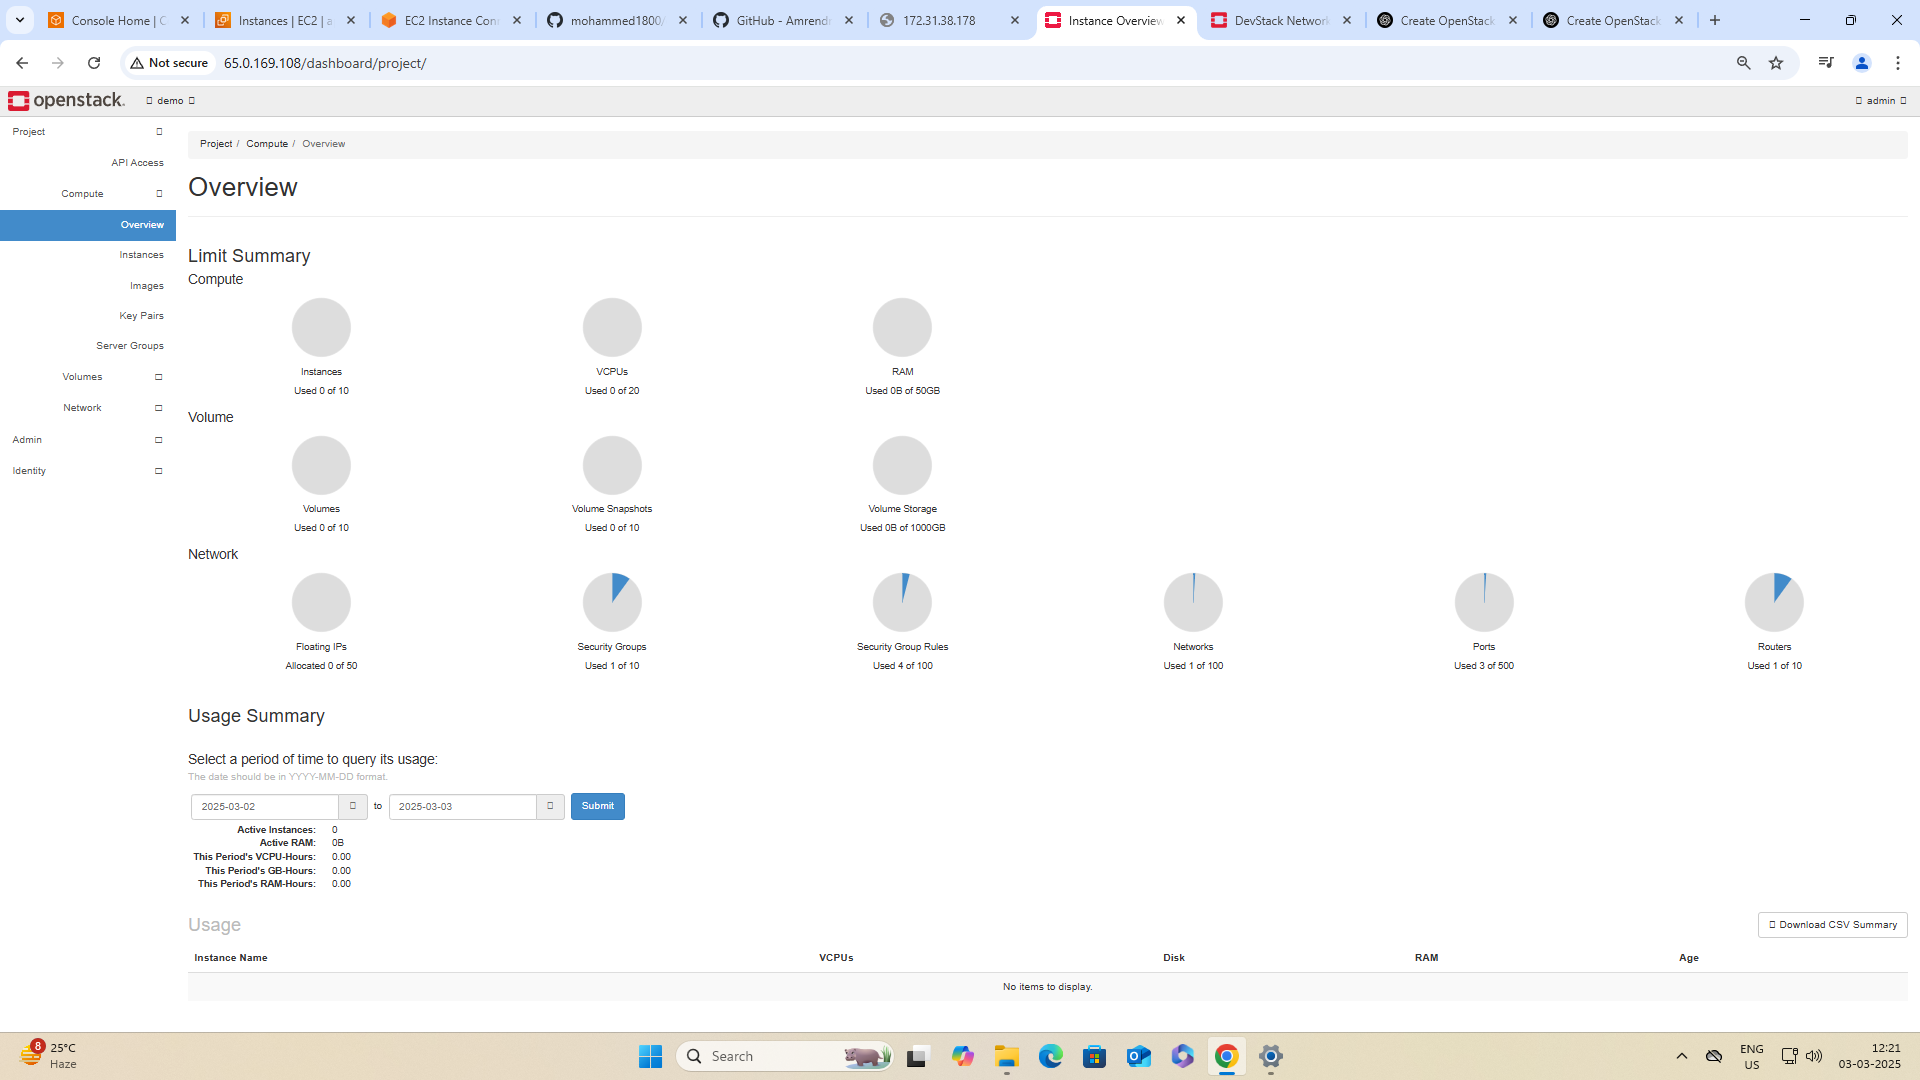 Console Home | C
Instances | EC2 | a
EC2 Instance Conn
mohammed1800/
GitHub - Amrendr
172.31.38.178
Instance Overview
DevStack Network
Create OpenStack
Create OpenStack
Not secure
65.0.169.108/dashboard/project/
openstack.
demo
admin
Project
API Access
Compute
Overview
Instances
Images
Key Pairs
Server Groups
Volumes
Network
Admin
Identity
Project / Compute / Overview
Overview
Limit Summary
Compute
Instances
Used 0 of 10
VCPUs
Used 0 of 20
RAM
Used 0B of 50GB
Volume
Volumes
Used 0 of 10
Volume Snapshots
Used 0 of 10
Volume Storage
Used 0B of 1000GB
Network
Floating IPs
Allocated 0 of 50
Security Groups
Used 1 of 10
Security Group Rules
Used 4 of 100
Networks
Used 1 of 100
Ports
Used 3 of 500
Routers
Used 1 of 10
Usage Summary
Select a period of time to query its usage:
The date should be in YYYY-MM-DD format.
2025-03-02 to 2025-03-03 Submit
Active Instances: 0
Active RAM: 0B
This Period's VCPU-Hours: 0.00
This Period's GB-Hours: 0.00
This Period's RAM-Hours: 0.00
Usage
Download CSV Summary
Instance Name VCPUs Disk RAM Age
No items to display.
8
25°C
Haze
Search
ENG
US
12:21
03-03-2025